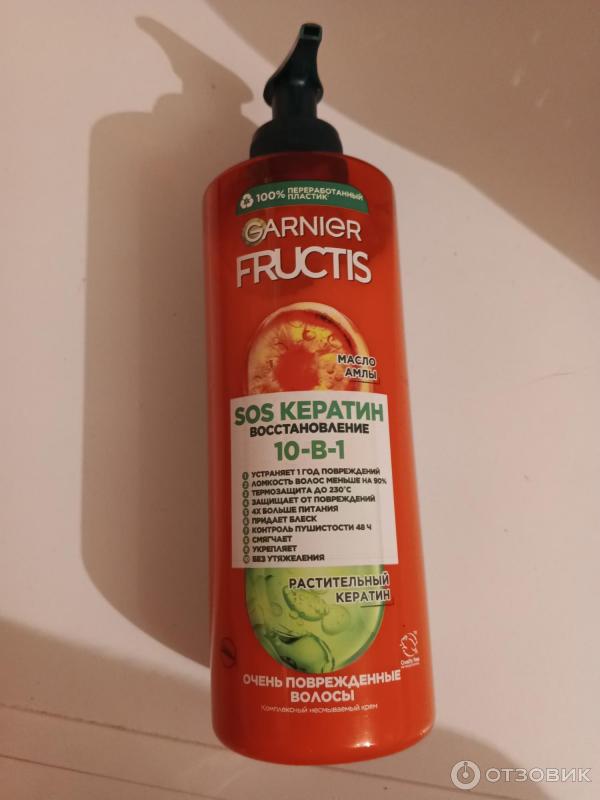 100% ПЕРЕРАБОТАННЫЙ
ПЛАСТИК
GARNIER
FRUCTIS
МАСЛО
АМЛЫ
SOS КЕРАТИН
ВОССТАНОВЛЕНИЕ
10-В-1
1 УСТРАНЯЕТ 1 ГОД ПОВРЕЖДЕНИЙ
2 ЛОМКОСТЬ ВОЛОС МЕНЬШЕ НА 90%
3 ТЕРМОЗАЩИТА ДО 230°C
4 ЗАЩИЩАЕТ ОТ ПОВРЕЖДЕНИЙ
5 4X БОЛЬШЕ ПИТАНИЯ
6 ПРИДАЕТ БЛЕСК
7 КОНТРОЛЬ ПУШИСТОСТИ 48 Ч
8 СМЯГЧАЕТ
9 УКРЕПЛЯЕТ
10 БЕЗ УТЯЖЕЛЕНИЯ
РАСТИТЕЛЬНЫЙ
КЕРАТИН
Cruelty Free
ОЧЕНЬ ПОВРЕЖДЕННЫЕ
ВОЛОСЫ
Комплексный несмываемый крем
ОТЗОВИК